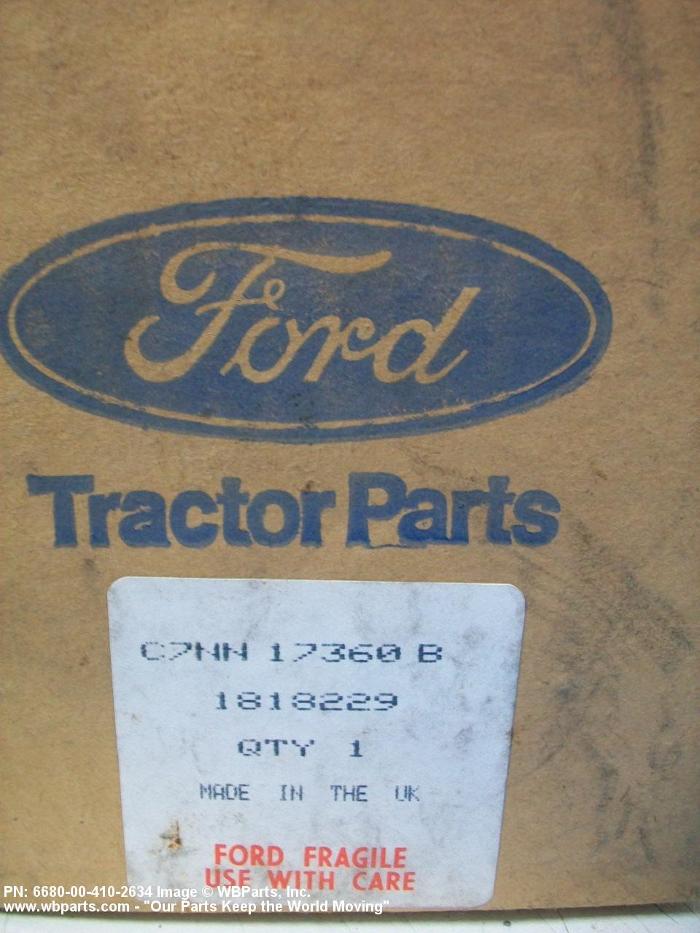 Ford
Tractor Parts
C7NN 17360 B
1818229
QTY 1
MADE IN THE UK
FORD FRAGILE
USE WITH CARE
PN: 6680-00-410-2634 Image © WBParts, Inc.
www.wbparts.com - "Our Parts Keep the World Moving"